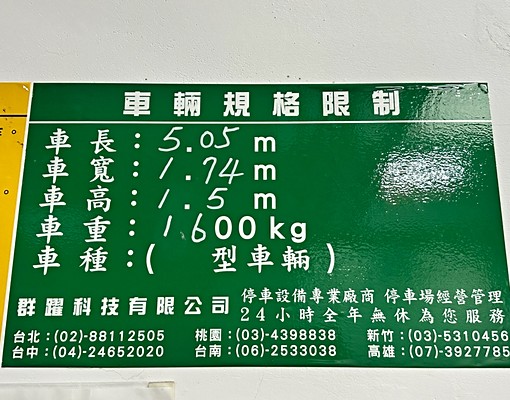 車輛規格限制
車長：5.05 m
車寬：1.74 m
車高：1.5 m
車重：1.600 kg
車種：( 型車輛)
群躍科技有限公司
停車設備專業廠商 停車場經營管理
24小時全年無休為您服務
台北：(02)-88112505 桃園：(03)-4398838 新竹：(03)-5310456
台中：(04)-24652020 台南：(06)-2533038 高雄：(07)-3927785